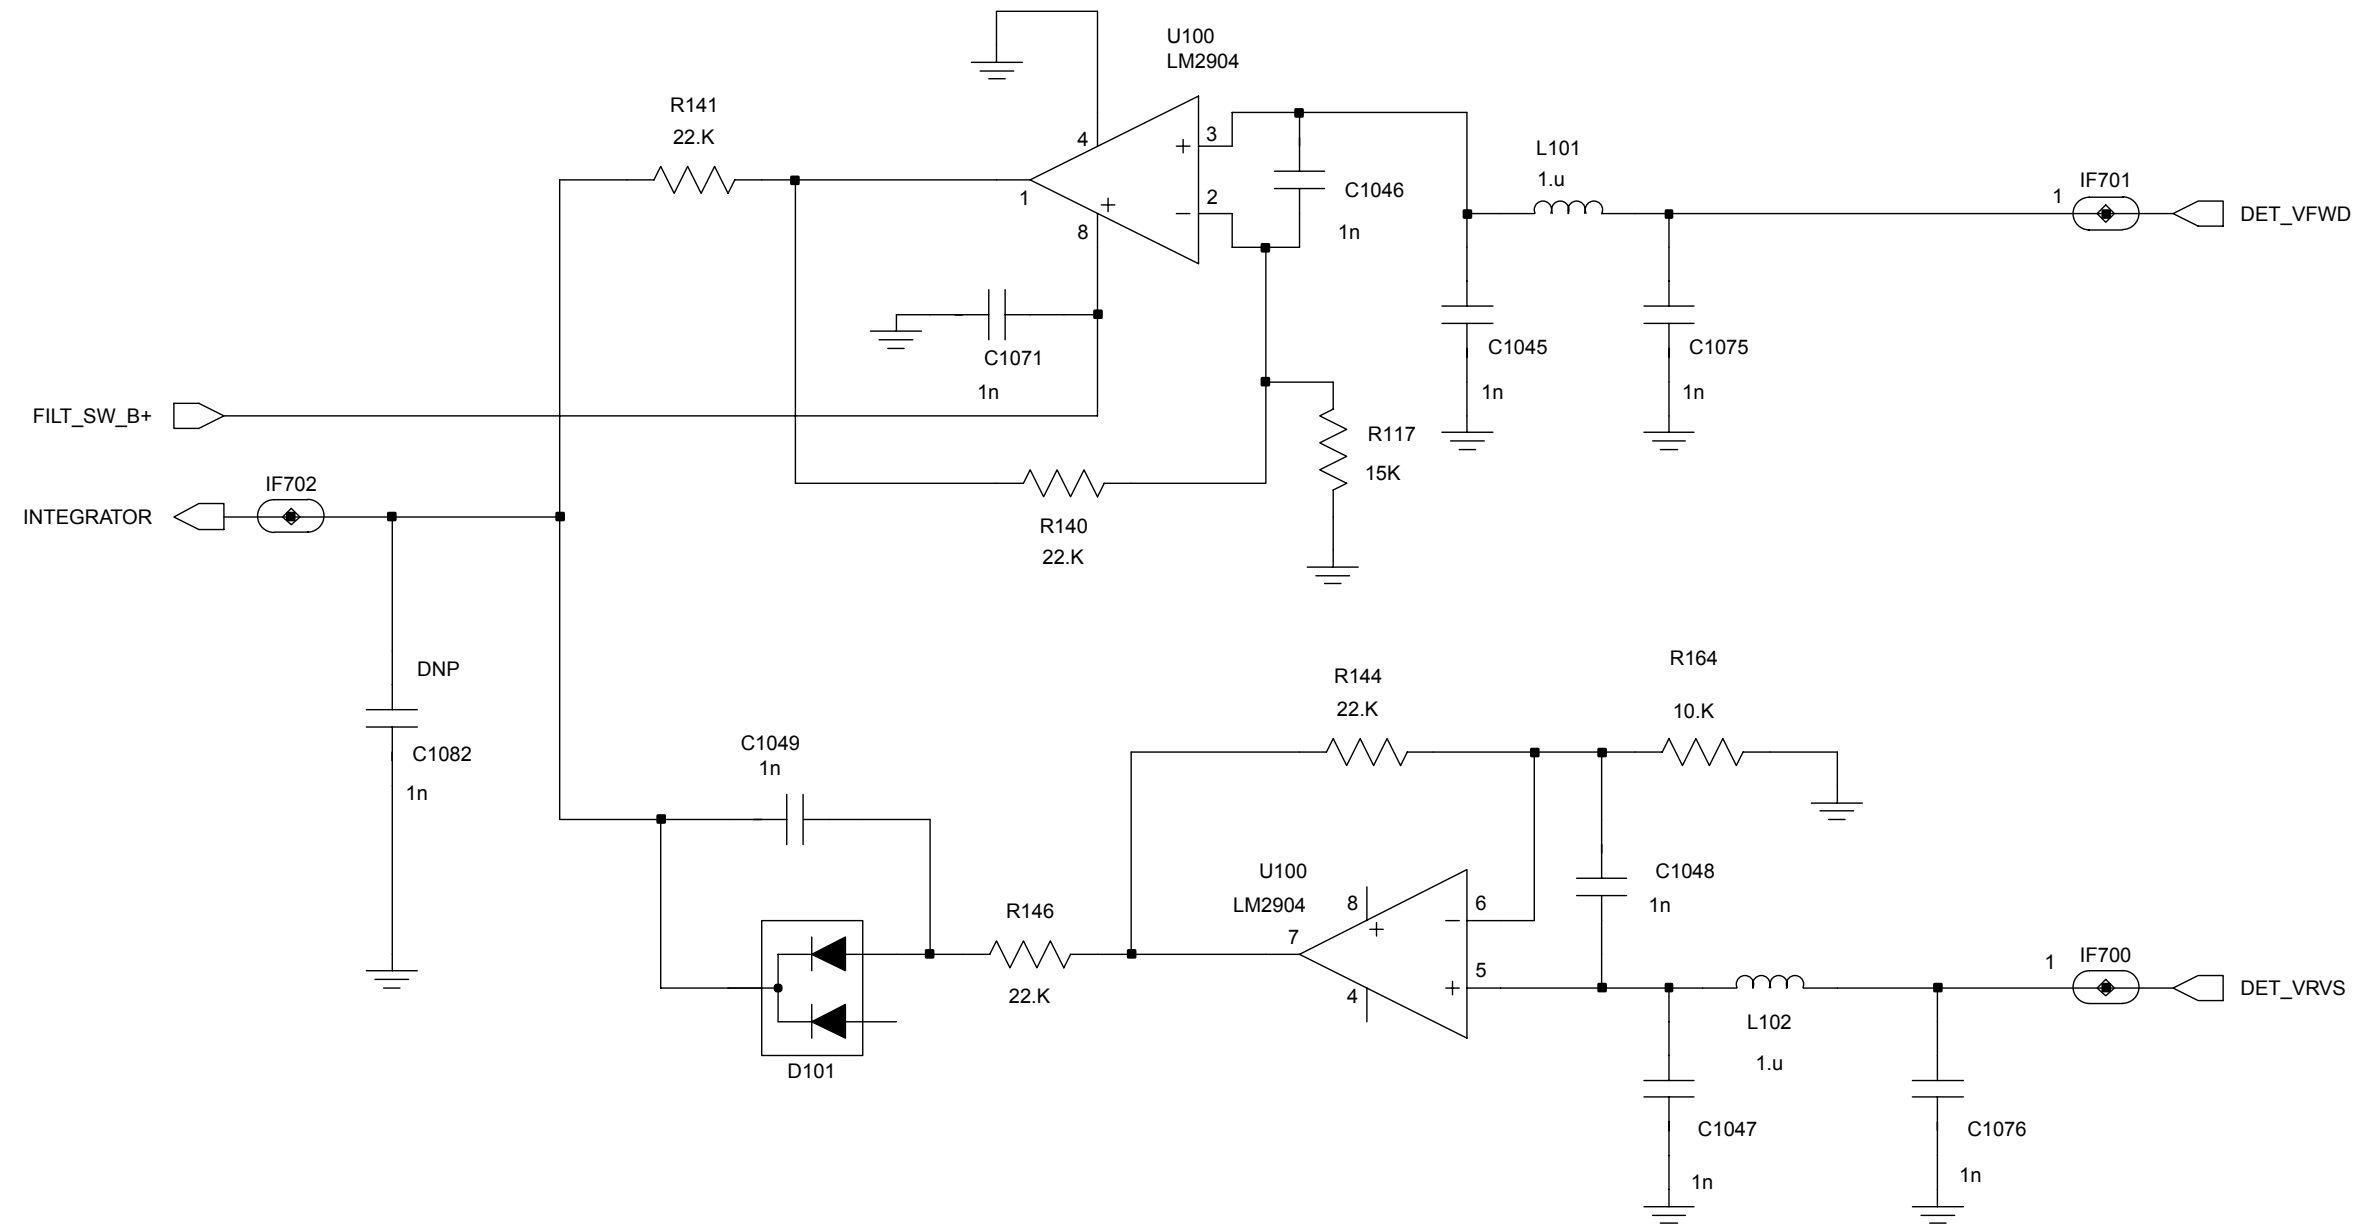 U100
LM2904
R141
22.K
4
3
+
L101
1.u
C1046
1n
IF701
1
DET_VFWD
2
−
1
+
8
C1071
1n
C1045
1n
C1075
1n
FILT_SW_B+
R117
15K
IF702
INTEGRATOR
R140
22.K
DNP
C1082
1n
R144
22.K
R164
10.K
C1049
1n
U100
LM2904
C1048
1n
8
+
6
−
R146
22.K
7
4
5
+
IF700
1
DET_VRVS
L102
1.u
D101
C1047
1n
C1076
1n